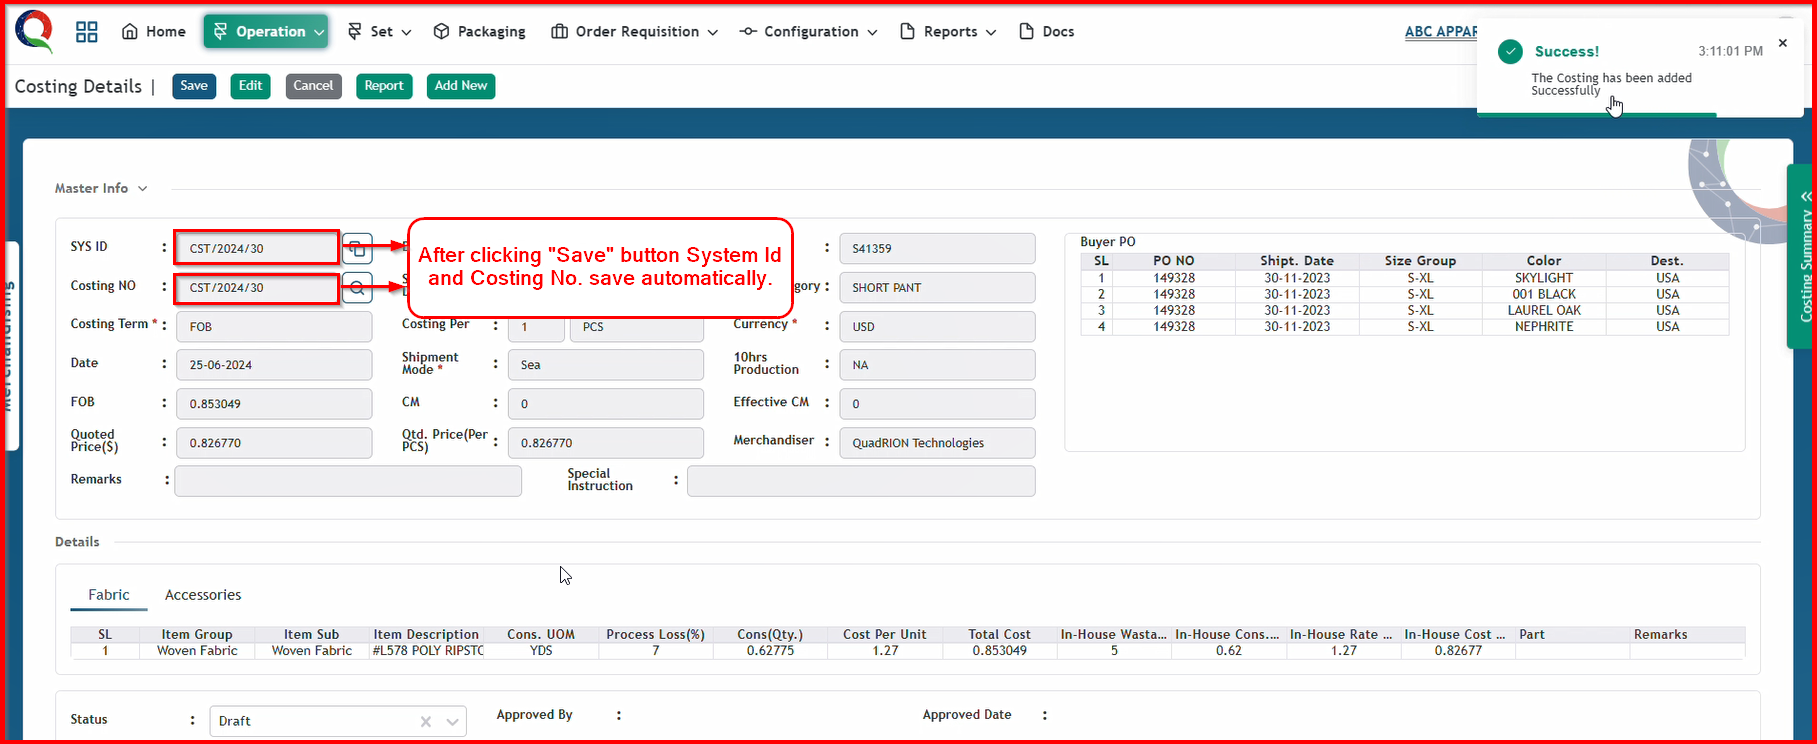 Home
Operation
Set
Packaging
Order Requisition
Configuration
Reports
Docs
ABC APPAR
Success!
3:11:01 PM
The Costing has been added
Successfully
Costing Details |
Save
Edit
Cancel
Report
Add New
Master Info
SYS ID : CST/2024/30
After clicking "Save" button System Id
and Costing No. save automatically.
: S41359
Costing NO : CST/2024/30
gory : SHORT PANT
Costing Term * : FOB
Costing Per : 1 PCS
Currency * : USD
Date : 25-06-2024
Shipment
Mode * : Sea
10hrs
Production : NA
FOB : 0.853049
CM : 0
Effective CM : 0
Quoted
Price($) : 0.826770
Qtd. Price(Per
PCS) : 0.826770
Merchandiser : QuadRION Technologies
Remarks :
Special
Instruction :
Buyer PO
SL PO NO Shipt. Date Size Group Color Dest.
1 149328 30-11-2023 S-XL SKYLIGHT USA
2 149328 30-11-2023 S-XL 001 BLACK USA
3 149328 30-11-2023 S-XL LAUREL OAK USA
4 149328 30-11-2023 S-XL NEPHRITE USA
Costing Summary
Details
Fabric
Accessories
SL Item Group Item Sub Item Description Cons. UOM Process Loss(%) Cons(Qty.) Cost Per Unit Total Cost In-House Wasta... In-House Cons.... In-House Rate ... In-House Cost ... Part Remarks
1 Woven Fabric Woven Fabric #L578 POLY RIPSTO YDS 7 0.62775 1.27 0.853049 5 0.62 1.27 0.82677
Status : Draft
Approved By :
Approved Date :